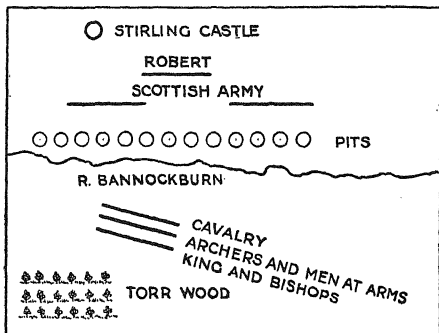 STIRLING CASTLE
ROBERT
SCOTTISH ARMY
PITS
R. BANNOCKBURN
CAVALRY
ARCHERS AND MEN AT ARMS
KING AND BISHOPS
TORR WOOD